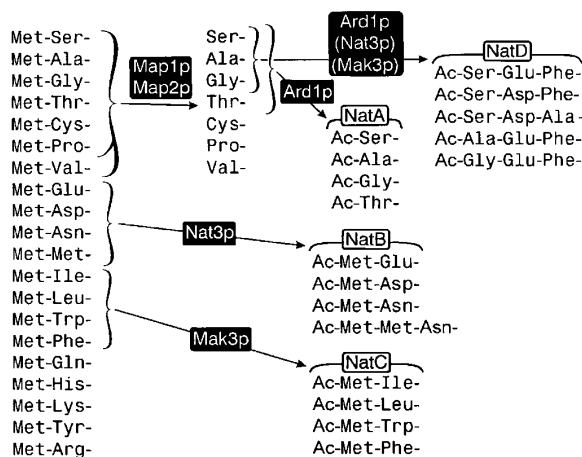 Met-Ser-
Met-Ala-
Met-Gly-
Met-Thr-
Met-Cys-
Met-Pro-
Met-Val-
Met-Glu-
Met-Asp-
Met-Asn-
Met-Met-
Met-Ile-
Met-Leu-
Met-Trp-
Met-Phe-
Met-Gln-
Met-His-
Met-Lys-
Met-Tyr-
Met-Arg-
Map1p
Map2p
Ser-
Ala-
Gly-
Thr-
Cys-
Pro-
Val-
Ard1p
(Nat3p)
(Mak3p)
Ard1p
NatD
Ac-Ser-Glu-Phe-
Ac-Ser-Asp-Phe-
Ac-Ser-Asp-Ala-
Ac-Ala-Glu-Phe-
Ac-Gly-Glu-Phe-
NatA
Ac-Ser-
Ac-Ala-
Ac-Gly-
Ac-Thr-
Nat3p
NatB
Ac-Met-Glu-
Ac-Met-Asp-
Ac-Met-Asn-
Ac-Met-Met-Asn-
Mak3p
NatC
Ac-Met-Ile-
Ac-Met-Leu-
Ac-Met-Trp-
Ac-Met-Phe-